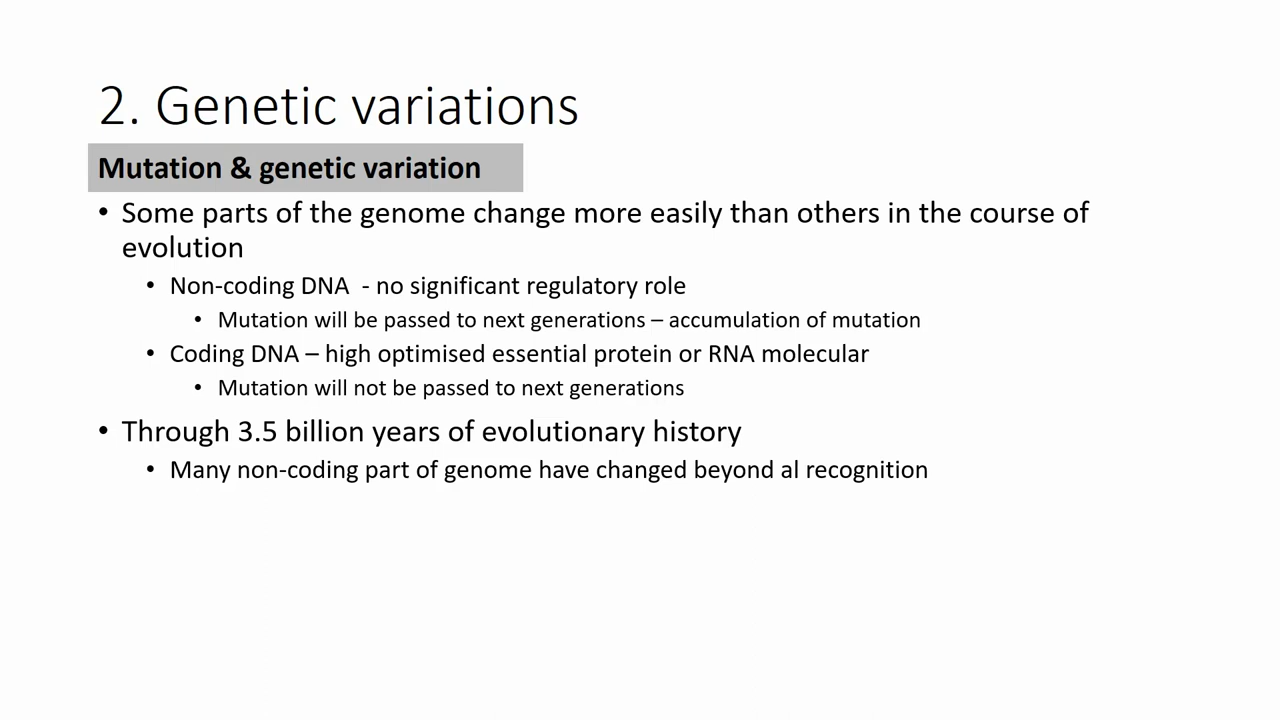 2. Genetic variations
Mutation & genetic variation
• Some parts of the genome change more easily than others in the course of
evolution
• Non-coding DNA  - no significant regulatory role
• Mutation will be passed to next generations – accumulation of mutation
• Coding DNA – high optimised essential protein or RNA molecular
• Mutation will not be passed to next generations
• Through 3.5 billion years of evolutionary history
• Many non-coding part of genome have changed beyond al recognition